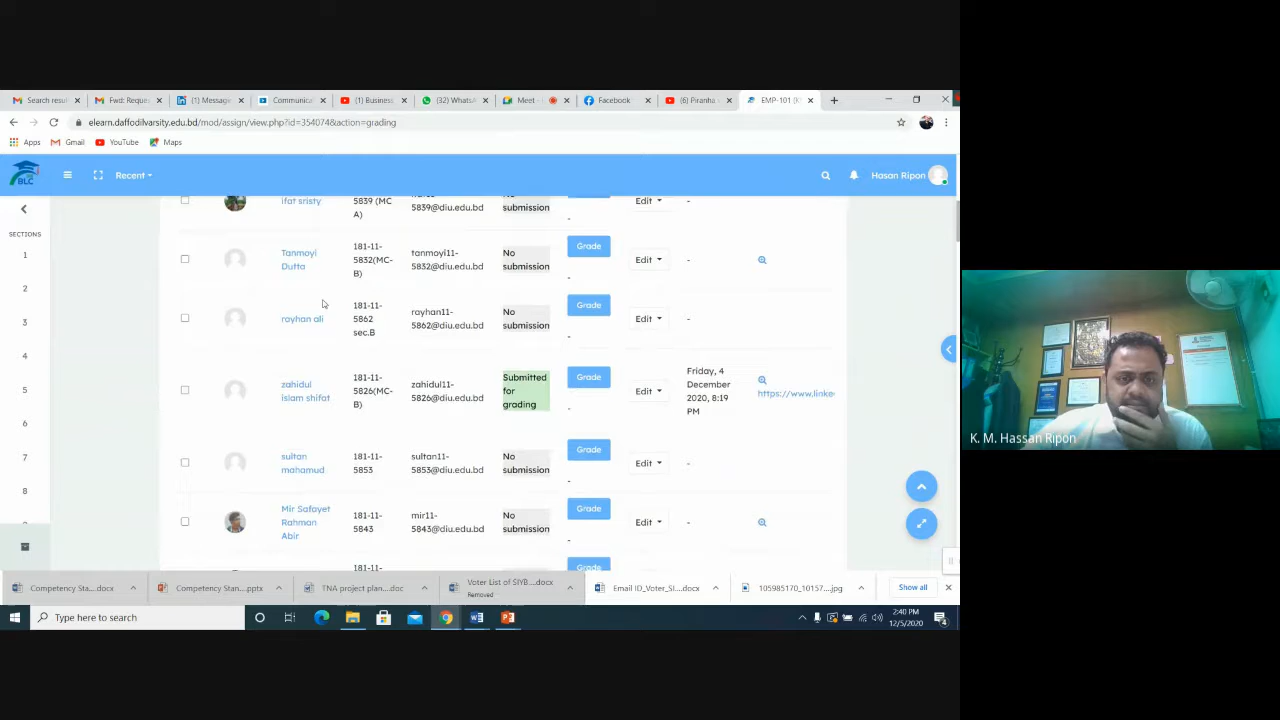 Search resu
Fwd: Reque
(1) Messag
Communica
(1) Business
(32) WhatsA
Meet -
Facebook
(6) Piranha
EMP-101 (K
elearn.daffodilvarsity.edu.bd/mod/assign/view.php?id=354074&action=grading
Apps Gmail YouTube Maps
BLC Recent Hasan Ripon
SECTIONS
1
2
3
4
5
6
7
8
ifat sristy
5839 (MC
A)
5839@diu.edu.bd
submission
-
Edit
-
Tanmoyi
Dutta
181-11-
5832(MC-
B)
tanmoyi11-
5832@diu.edu.bd
No
submission
Grade
-
Edit
-
rayhan ali
181-11-
5862
sec.B
rayhan11-
5862@diu.edu.bd
No
submission
Grade
-
Edit
-
zahidul
islam shifat
181-11-
5826(MC-
B)
zahidul11-
5826@diu.edu.bd
Submitted
for
grading
Grade
-
Edit
Friday, 4
December
2020, 8:19
PM
https://www.linke
sultan
mahamud
181-11-
5853
sultan11-
5853@diu.edu.bd
No
submission
Grade
-
Edit
-
Mir Safayet
Rahman
Abir
181-11-
5843
mir11-
5843@diu.edu.bd
No
submission
Grade
-
Edit
-
Grade
K. M. Hassan Ripon
Competency Sta....docx
Competency Stan....pptx
TNA project plan....doc
Voter List of SIYB....docx
Removed
Email ID_Voter_SI....docx
105985170_10157....jpg
Show all
Type here to search
2:40 PM
12/5/2020
4